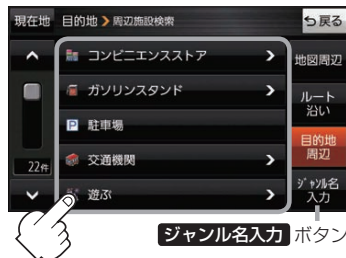 現在地 目的地 > 周辺施設検索 戻る
コンビニエンスストア 地図周辺
ガソリンスタンド
ルート
沿い
駐車場
目的地
周辺
22件 交通機関
遊ぶ
ジャンル名
入力
ジャンル名入力 ボタン